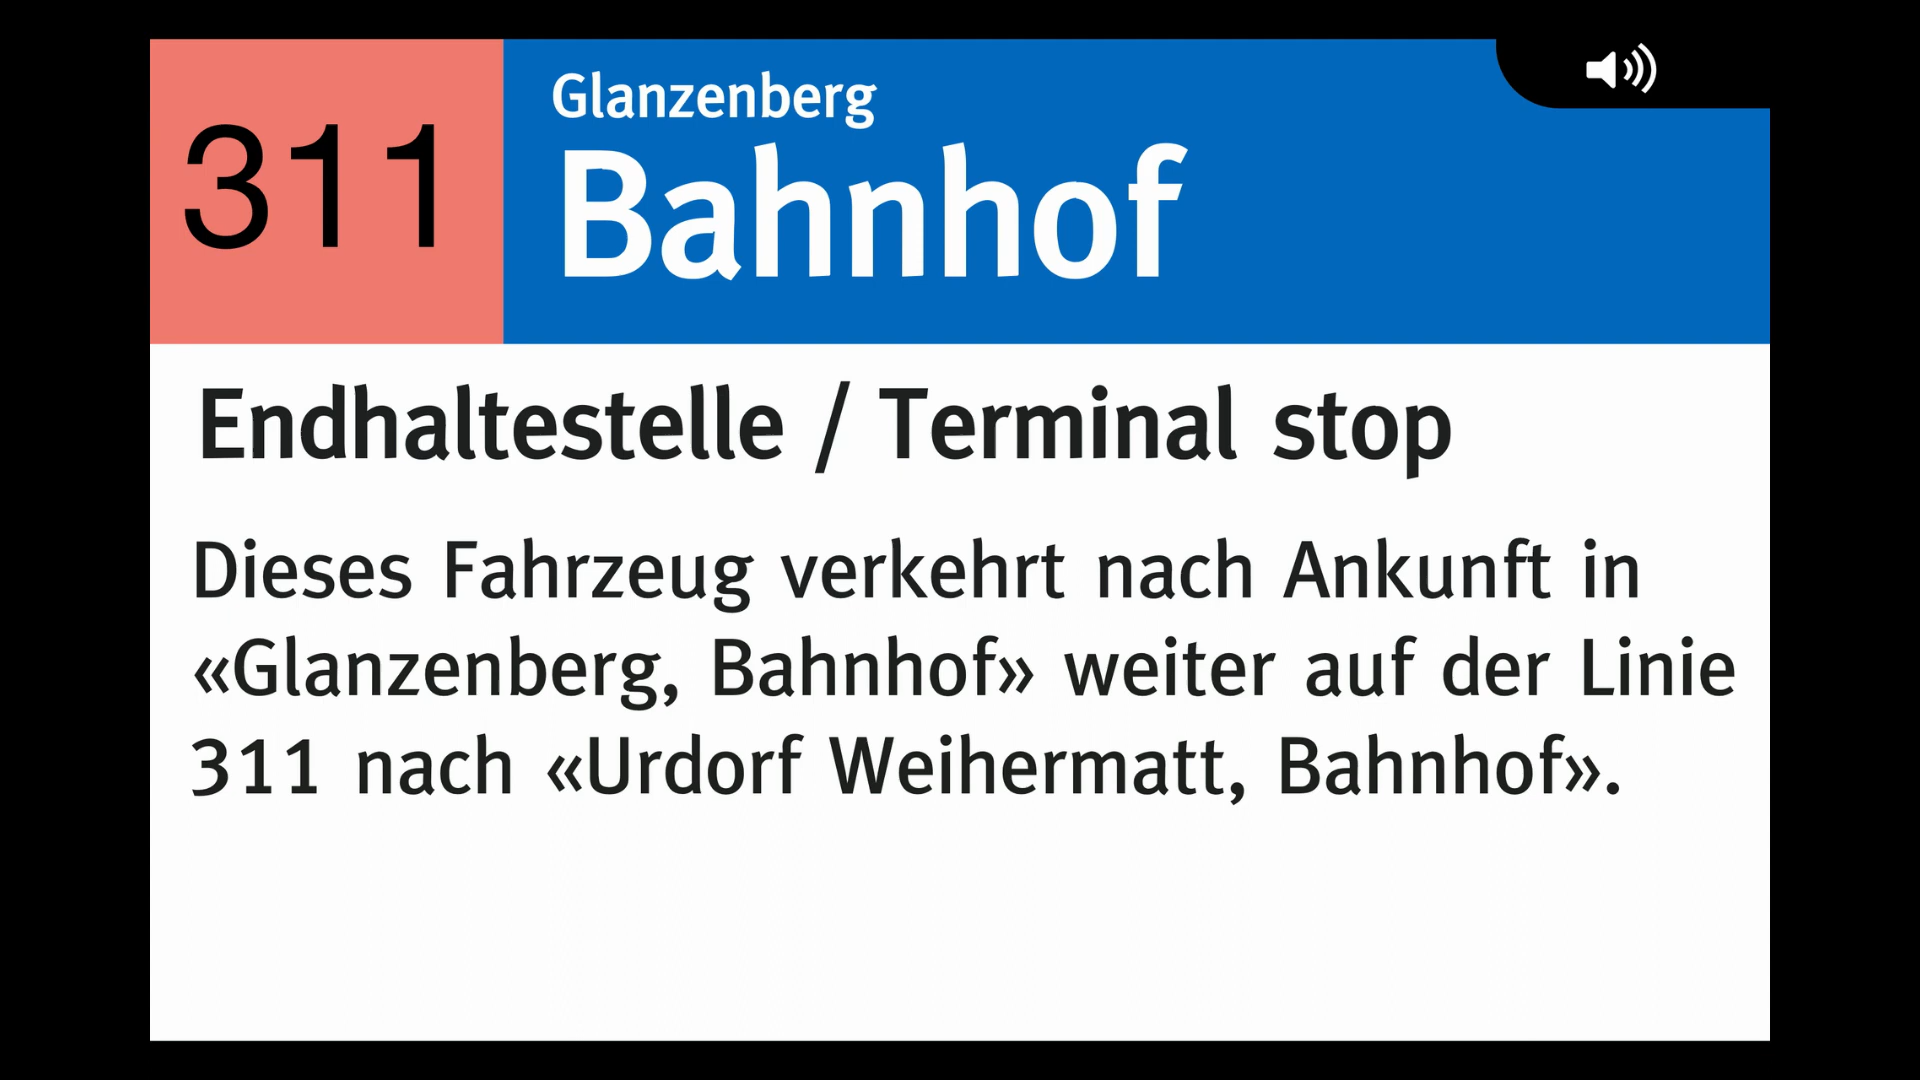 311
Glanzenberg
Bahnhof
Endhaltestelle / Terminal stop
Dieses Fahrzeug verkehrt nach Ankunft in
«Glanzenberg, Bahnhof» weiter auf der Linie
311 nach «Urdorf Weihermatt, Bahnhof».